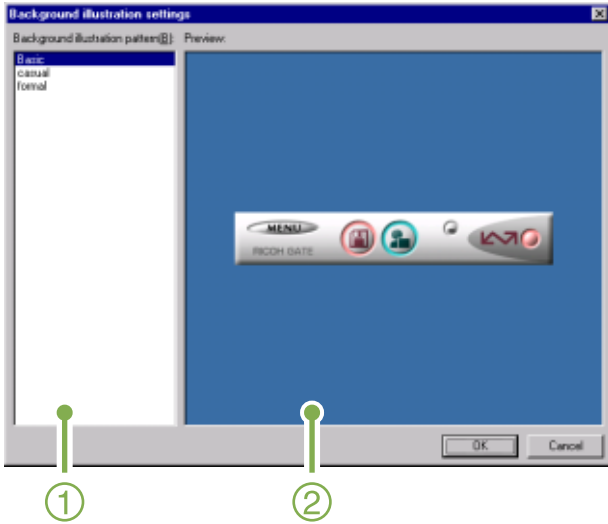 Background illustration settings
Background illustration pattern(B): Preview:
Basic
casual
formal
MENU
RICOH GATE
OK Cancel
1 2